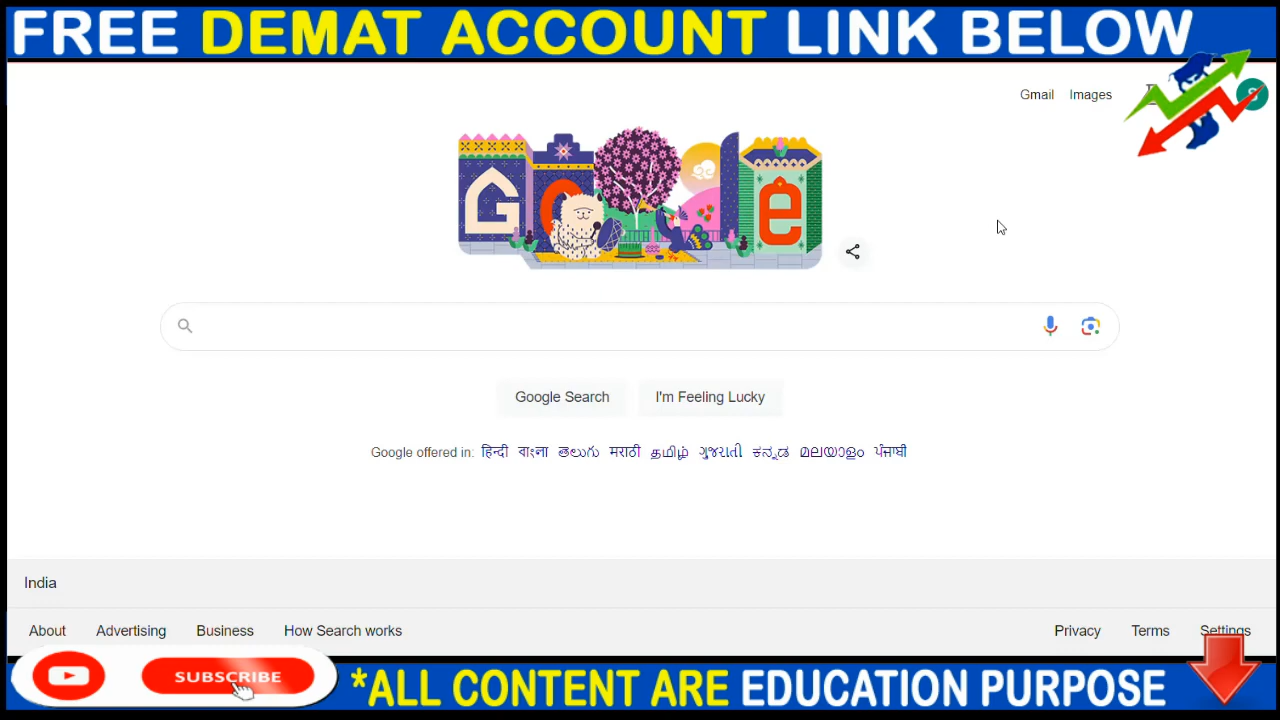 FREE DEMAT ACCOUNT LINK BELOW
Gmail Images
S
Google
Google Search I'm Feeling Lucky
Google offered in: हिन्दी বাংলা తెలుగు मराठी தமிழ் ગુજરાતી ಕನ್ನಡ മലയാളം ਪੰਜਾਬੀ
India
About Advertising Business How Search works Privacy Terms Settings
SUBSCRIBE
*ALL CONTENT ARE EDUCATION PURPOSE